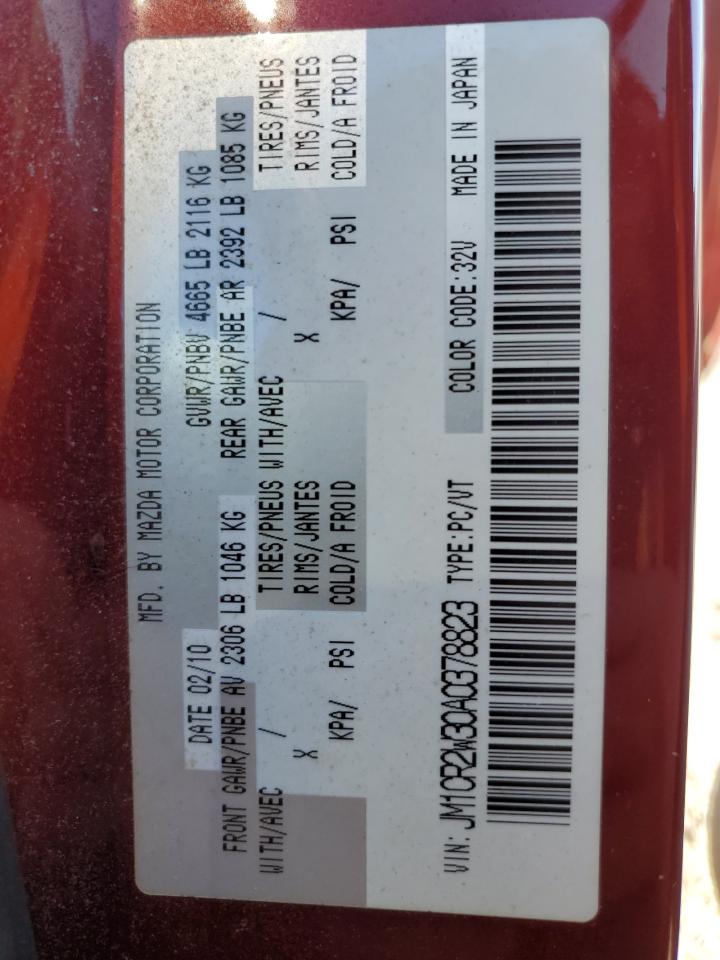 MFD. BY MAZDA MOTOR CORPORATION
DATE 02/10 GVWR/PNBV 4665 LB 2116 KG
FRONT GAWR/PNBE AV 2306 LB 1046 KG REAR GAWR/PNBE AR 2392 LB 1085 KG
WITH/AVEC / TIRES/PNEUS WITH/AVEC / TIRES/PNEUS
X RIMS/JANTES X RIMS/JANTES
KPA/ PSI COLD/A FROID KPA/ PSI COLD/A FROID
VIN: JM1CR2W30A0378823 TYPE:PC/VT COLOR CODE:32V MADE IN JAPAN